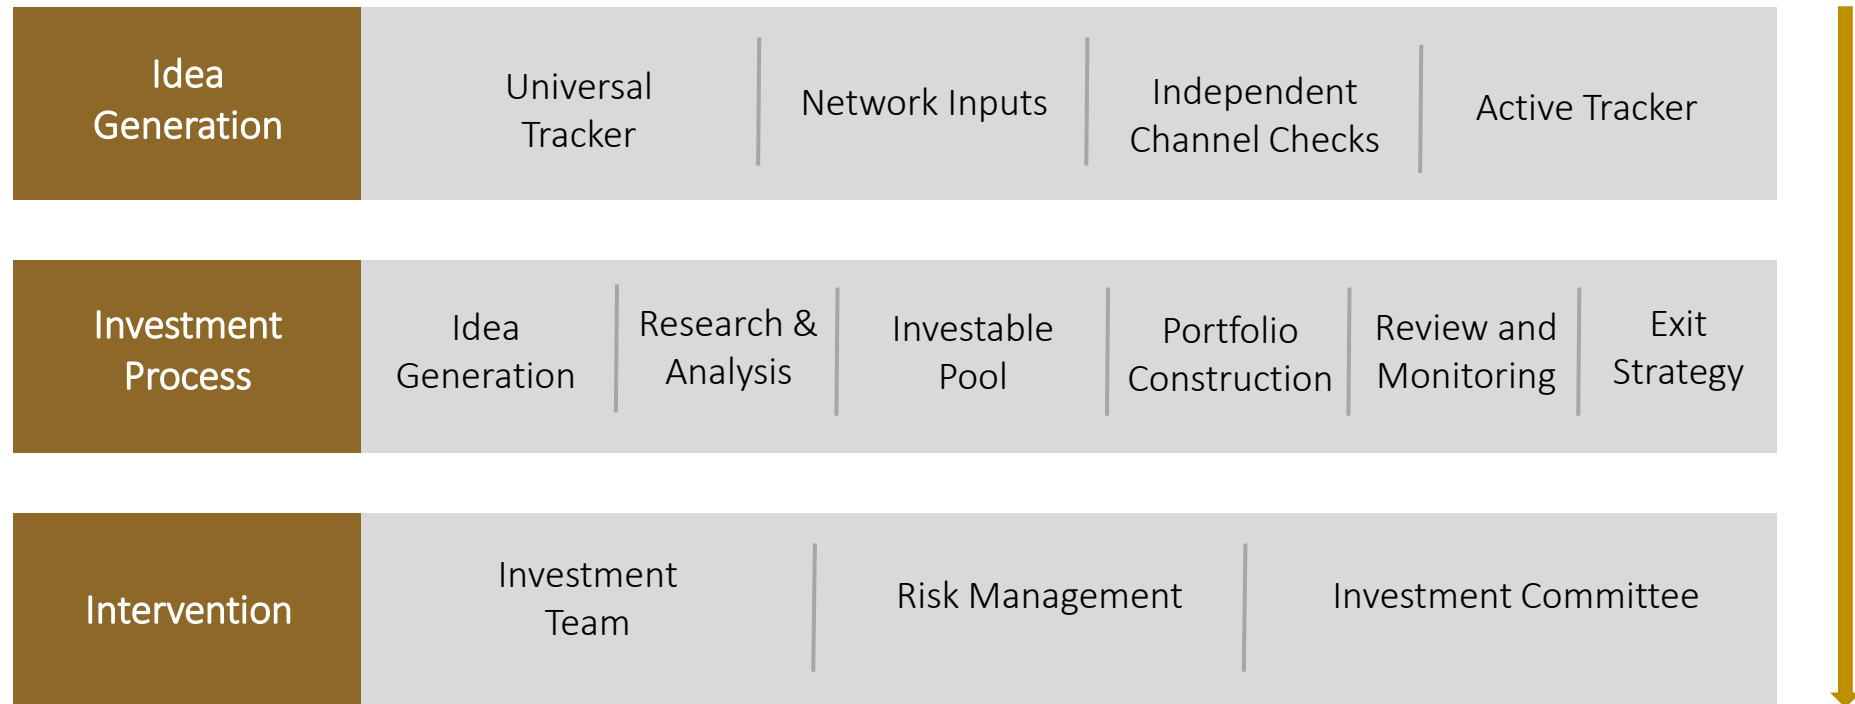 Idea
Generation
Universal
Tracker
Network Inputs
Independent
Channel Checks
Active Tracker
Investment
Process
Idea
Generation
Research &
Analysis
Investable
Pool
Portfolio
Construction
Review and
Monitoring
Exit
Strategy
Intervention
Investment
Team
Risk Management
Investment Committee